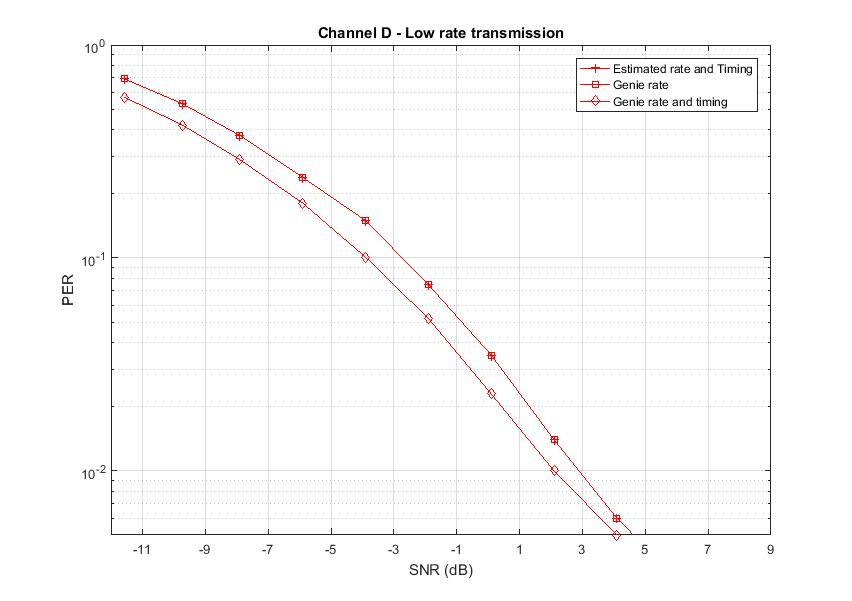 Channel D - Low rate transmission
Estimated rate and Timing
Genie rate
Genie rate and timing
PER
10^0
10^-1
10^-2
-11 -9 -7 -5 -3 -1 1 3 5 7 9
SNR (dB)